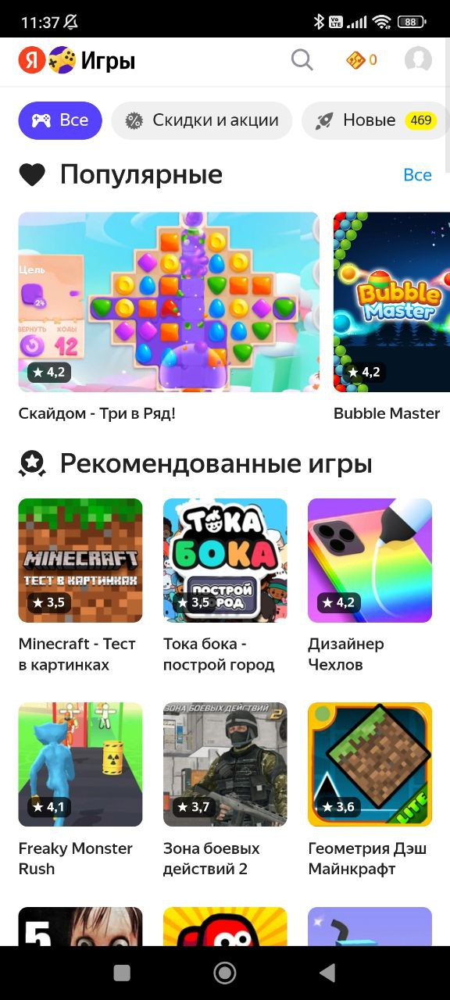 11:37
Vo LTE
88
Я Игры
0
Все
Скидки и акции
Новые 469
Популярные
Все
Цель
24
ВЕРНУТЬ ХОДЫ
12
4,2
Bubble
Master
4,2
Скайдом - Три в Ряд!
Bubble Master
Рекомендованные игры
MINECRAFT
ТЕСТ В КАРТИНКАХ
3,5
ТОКА
БОКА
ПОСТРОЙ
РОД
3,5
4,2
Minecraft - Тест
в картинках
Тока бока -
построй город
Дизайнер
Чехлов
4,1
ЗОНА БОЕВЫХ ДЕЙСТВИЙ 2
3,7
LITE
3,6
Freaky Monster
Rush
Зона боевых
действий 2
Геометрия Дэш
Майнкрафт
5